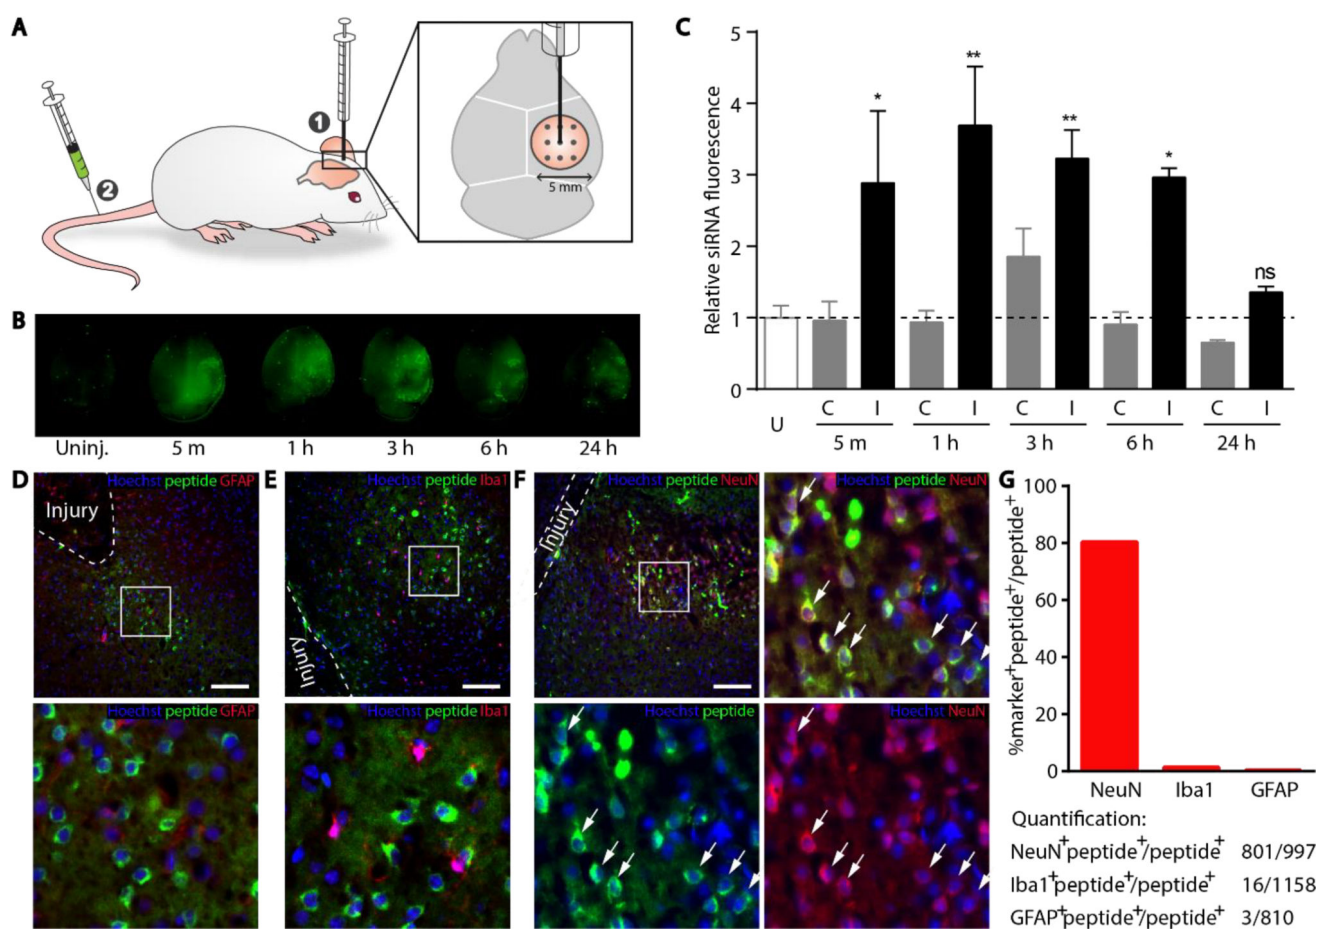 A
1
2
5 mm
B
Uninj.
5 m
1 h
3 h
6 h
24 h
C
Relative siRNA fluorescence
5
4
3
2
1
0
*
**
**
*
ns
U
C I C I C I C I C I
5 m
1 h
3 h
6 h
24 h
D
Hoechst peptide GFAP
Injury
Hoechst peptide GFAP
E
Hoechst peptide Iba1
Injury
Hoechst peptide Iba1
F
Hoechst peptide NeuN
Injury
Hoechst peptide NeuN
Hoechst peptide
Hoechst NeuN
G
%marker+peptide+/peptide+
100
80
60
40
20
0
NeuN
Iba1
GFAP
Quantification:
NeuN+peptide+/peptide+ 801/997
Iba1+peptide+/peptide+ 16/1158
GFAP+peptide+/peptide+ 3/810